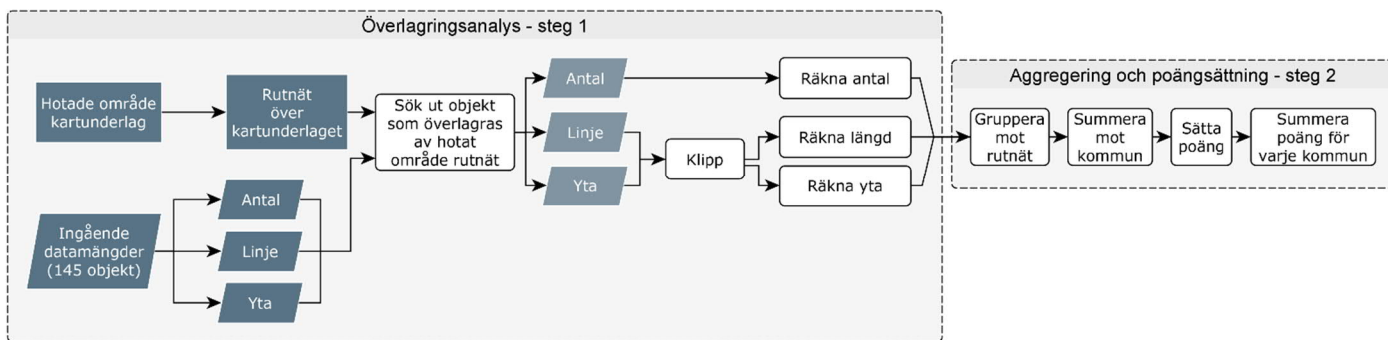 Överlagringsanalys - steg 1
Hotade område
kartunderlag
Rutnät
över
kartunderlaget
Sök ut objekt
som överlagras
av hotat
område rutnät
Ingående
datamängder
(145 objekt)
Antal
Linje
Yta
Antal
Linje
Yta
Klipp
Räkna antal
Räkna längd
Räkna yta
Aggregering och poängsättning - steg 2
Gruppera
mot
rutnät
Summera
mot
kommun
Sätta
poäng
Summera
poäng för
varje kommun